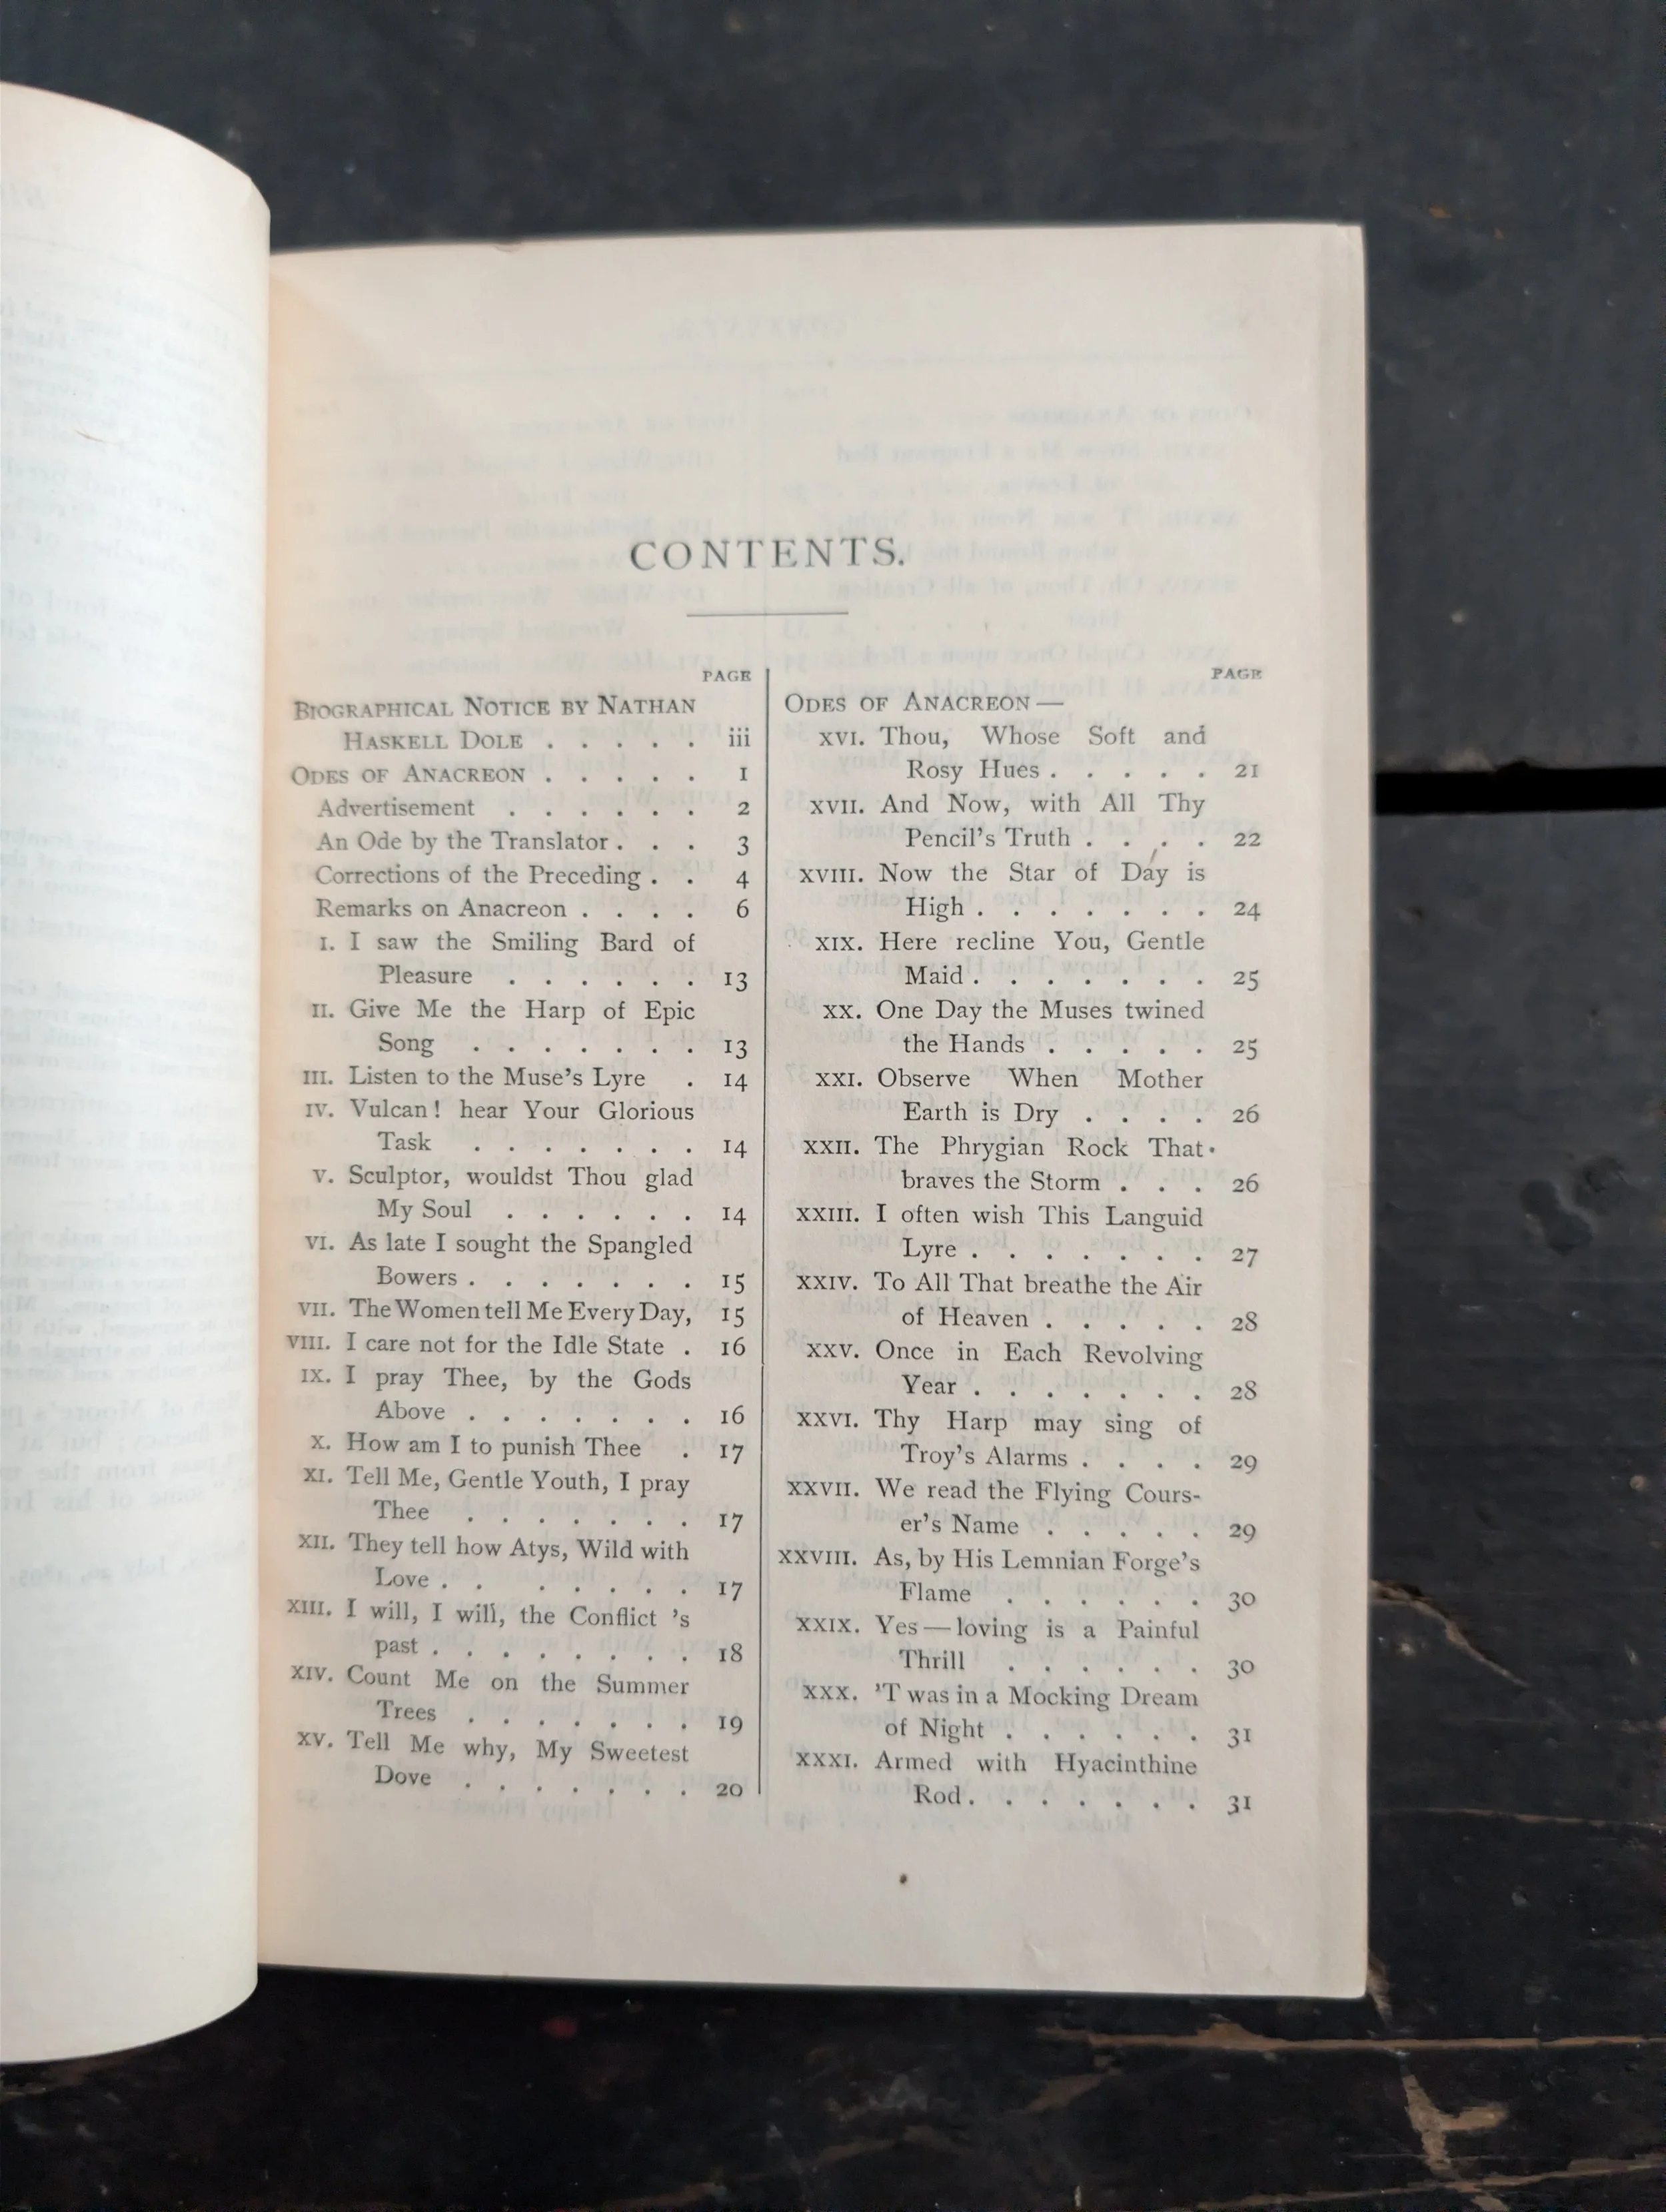 CONTENTS.
PAGE
BIOGRAPHICAL NOTICE BY NATHAN
HASKELL DOLE . . . . . iii
ODES OF ANACREON . . . . . 1
Advertisement . . . . . . 2
An Ode by the Translator . . . 3
Corrections of the Preceding . . 4
Remarks on Anacreon . . . . 6
I. I saw the Smiling Bard of
Pleasure . . . . . . 13
II. Give Me the Harp of Epic
Song . . . . . . . 13
III. Listen to the Muse's Lyre . 14
IV. Vulcan! hear Your Glorious
Task . . . . . . . 14
V. Sculptor, wouldst Thou glad
My Soul . . . . . . 14
VI. As late I sought the Spangled
Bowers . . . . . . . 15
VII. The Women tell Me Every Day, 15
VIII. I care not for the Idle State . 16
IX. I pray Thee, by the Gods
Above . . . . . . . 16
X. How am I to punish Thee . 17
XI. Tell Me, Gentle Youth, I pray
Thee . . . . . . . 17
XII. They tell how Atys, Wild with
Love . . . . . . . 17
XIII. I will, I will, the Conflict 's
past . . . . . . . . 18
XIV. Count Me on the Summer
Trees . . . . . . . 19
XV. Tell Me why, My Sweetest
Dove . . . . . . . 20
PAGE
ODES OF ANACREON —
XVI. Thou, Whose Soft and
Rosy Hues . . . . . 21
XVII. And Now, with All Thy
Pencil's Truth . . . . 22
XVIII. Now the Star of Day is
High . . . . . . . 24
XIX. Here recline You, Gentle
Maid . . . . . . . 25
XX. One Day the Muses twined
the Hands . . . . . 25
XXI. Observe When Mother
Earth is Dry . . . . 26
XXII. The Phrygian Rock That
braves the Storm . . . 26
XXIII. I often wish This Languid
Lyre . . . . . . . 27
XXIV. To All That breathe the Air
of Heaven . . . . . 28
XXV. Once in Each Revolving
Year . . . . . . . 28
XXVI. Thy Harp may sing of
Troy's Alarms . . . . 29
XXVII. We read the Flying Cours-
er's Name . . . . . 29
XXVIII. As, by His Lemnian Forge's
Flame . . . . . . 30
XXIX. Yes — loving is a Painful
Thrill . . . . . . 30
XXX. 'T was in a Mocking Dream
of Night . . . . . . 31
XXXI. Armed with Hyacinthine
Rod . . . . . . . 31